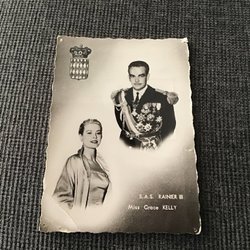 S.A.S. RAINIER III
Miss Grace KELLY